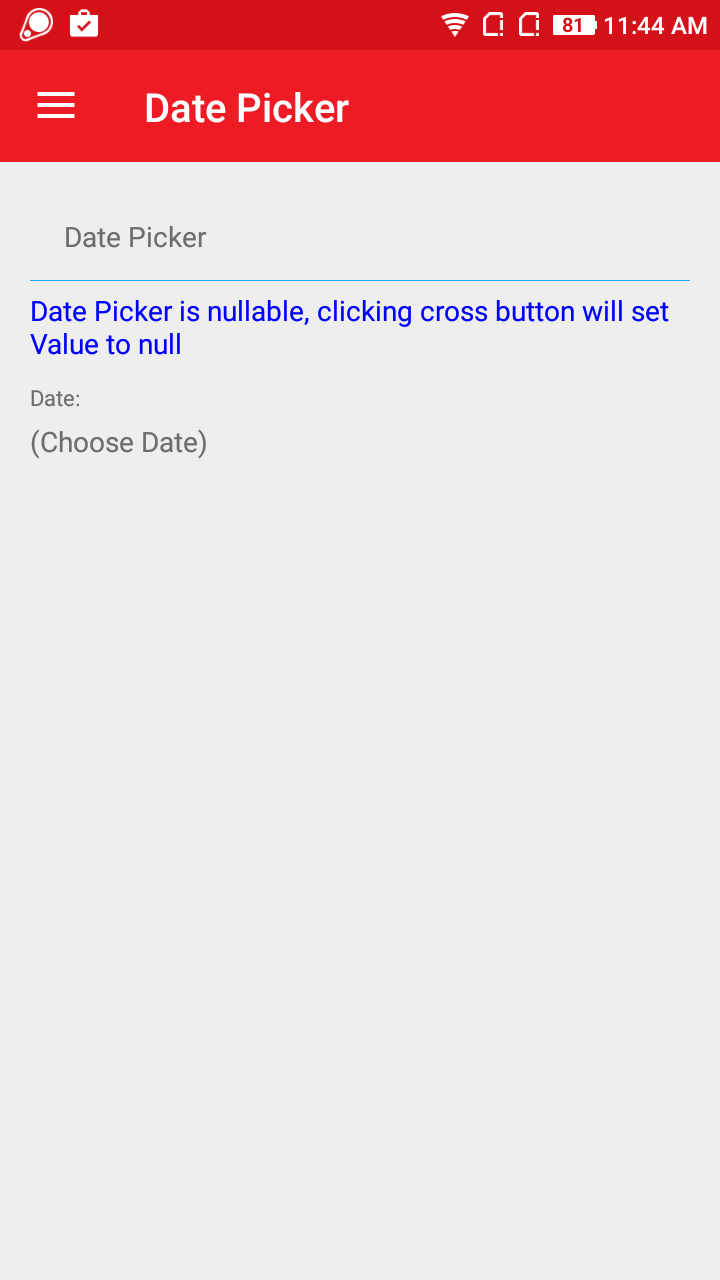 81 11:44 AM
Date Picker
Date Picker
Date Picker is nullable, clicking cross button will set
Value to null
Date:
(Choose Date)